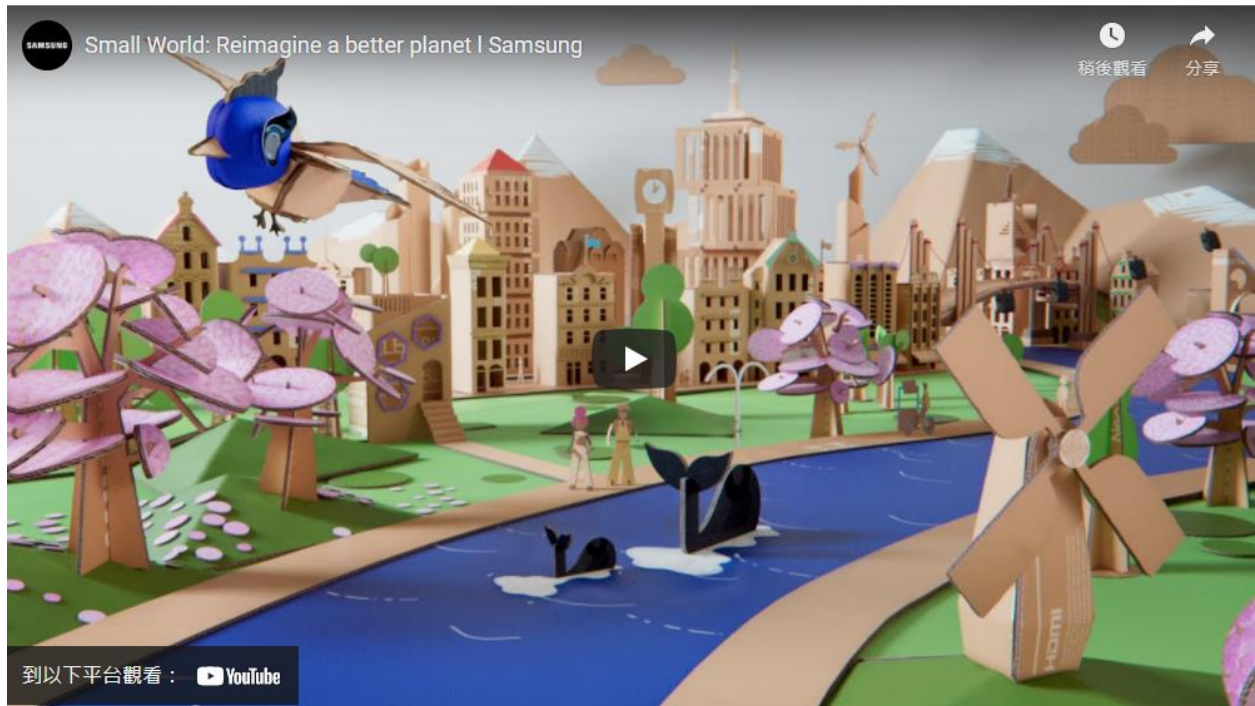 SAMSUNG
Small World: Reimagine a better planet l Samsung
稍後觀看
分享
HDMI
到以下平台觀看：
YouTube